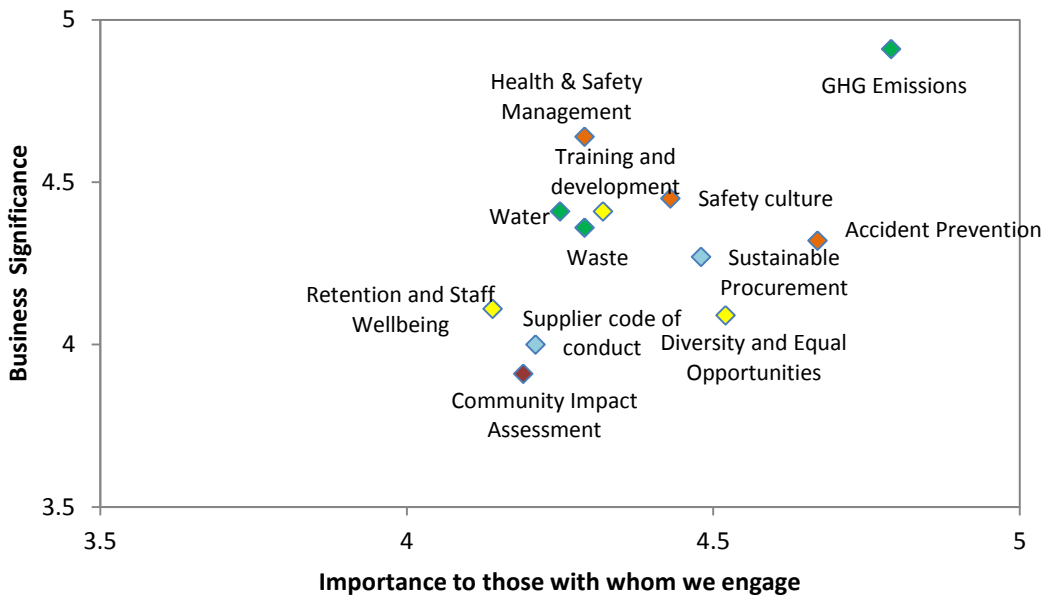 5
GHG Emissions
Health & Safety
Management
Training and
development
4.5
Water
Safety culture
Waste
Accident Prevention
Sustainable
Procurement
Retention and Staff
Wellbeing
Supplier code of
conduct
Diversity and Equal
Opportunities
4
Community Impact
Assessment
3.5
Business Significance
3.5
4
4.5
5
Importance to those with whom we engage